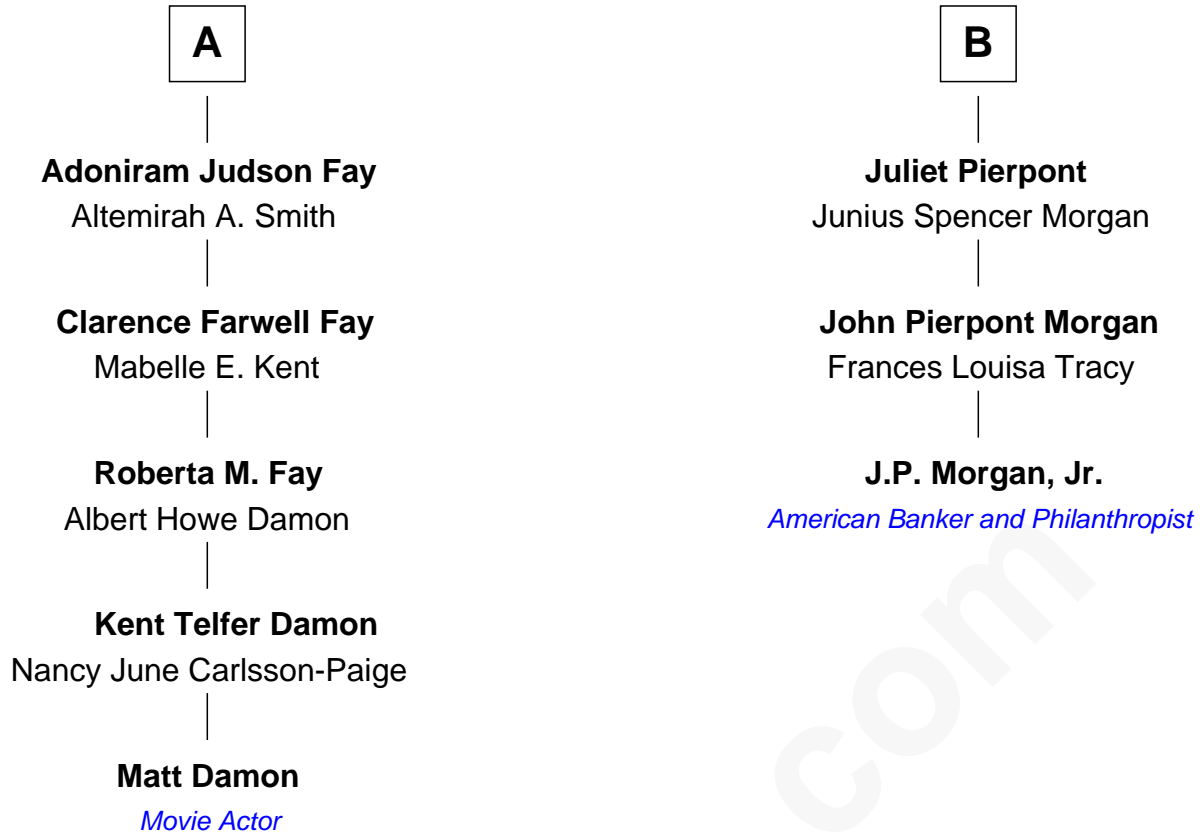 A
Adoniram Judson Fay
Altemirah A. Smith
Clarence Farwell Fay
Mabelle E. Kent
Roberta M. Fay
Albert Howe Damon
Kent Telfer Damon
Nancy June Carlsson-Paige
Matt Damon
Movie Actor
B
Juliet Pierpont
Junius Spencer Morgan
John Pierpont Morgan
Frances Louisa Tracy
J.P. Morgan, Jr.
American Banker and Philanthropist
com